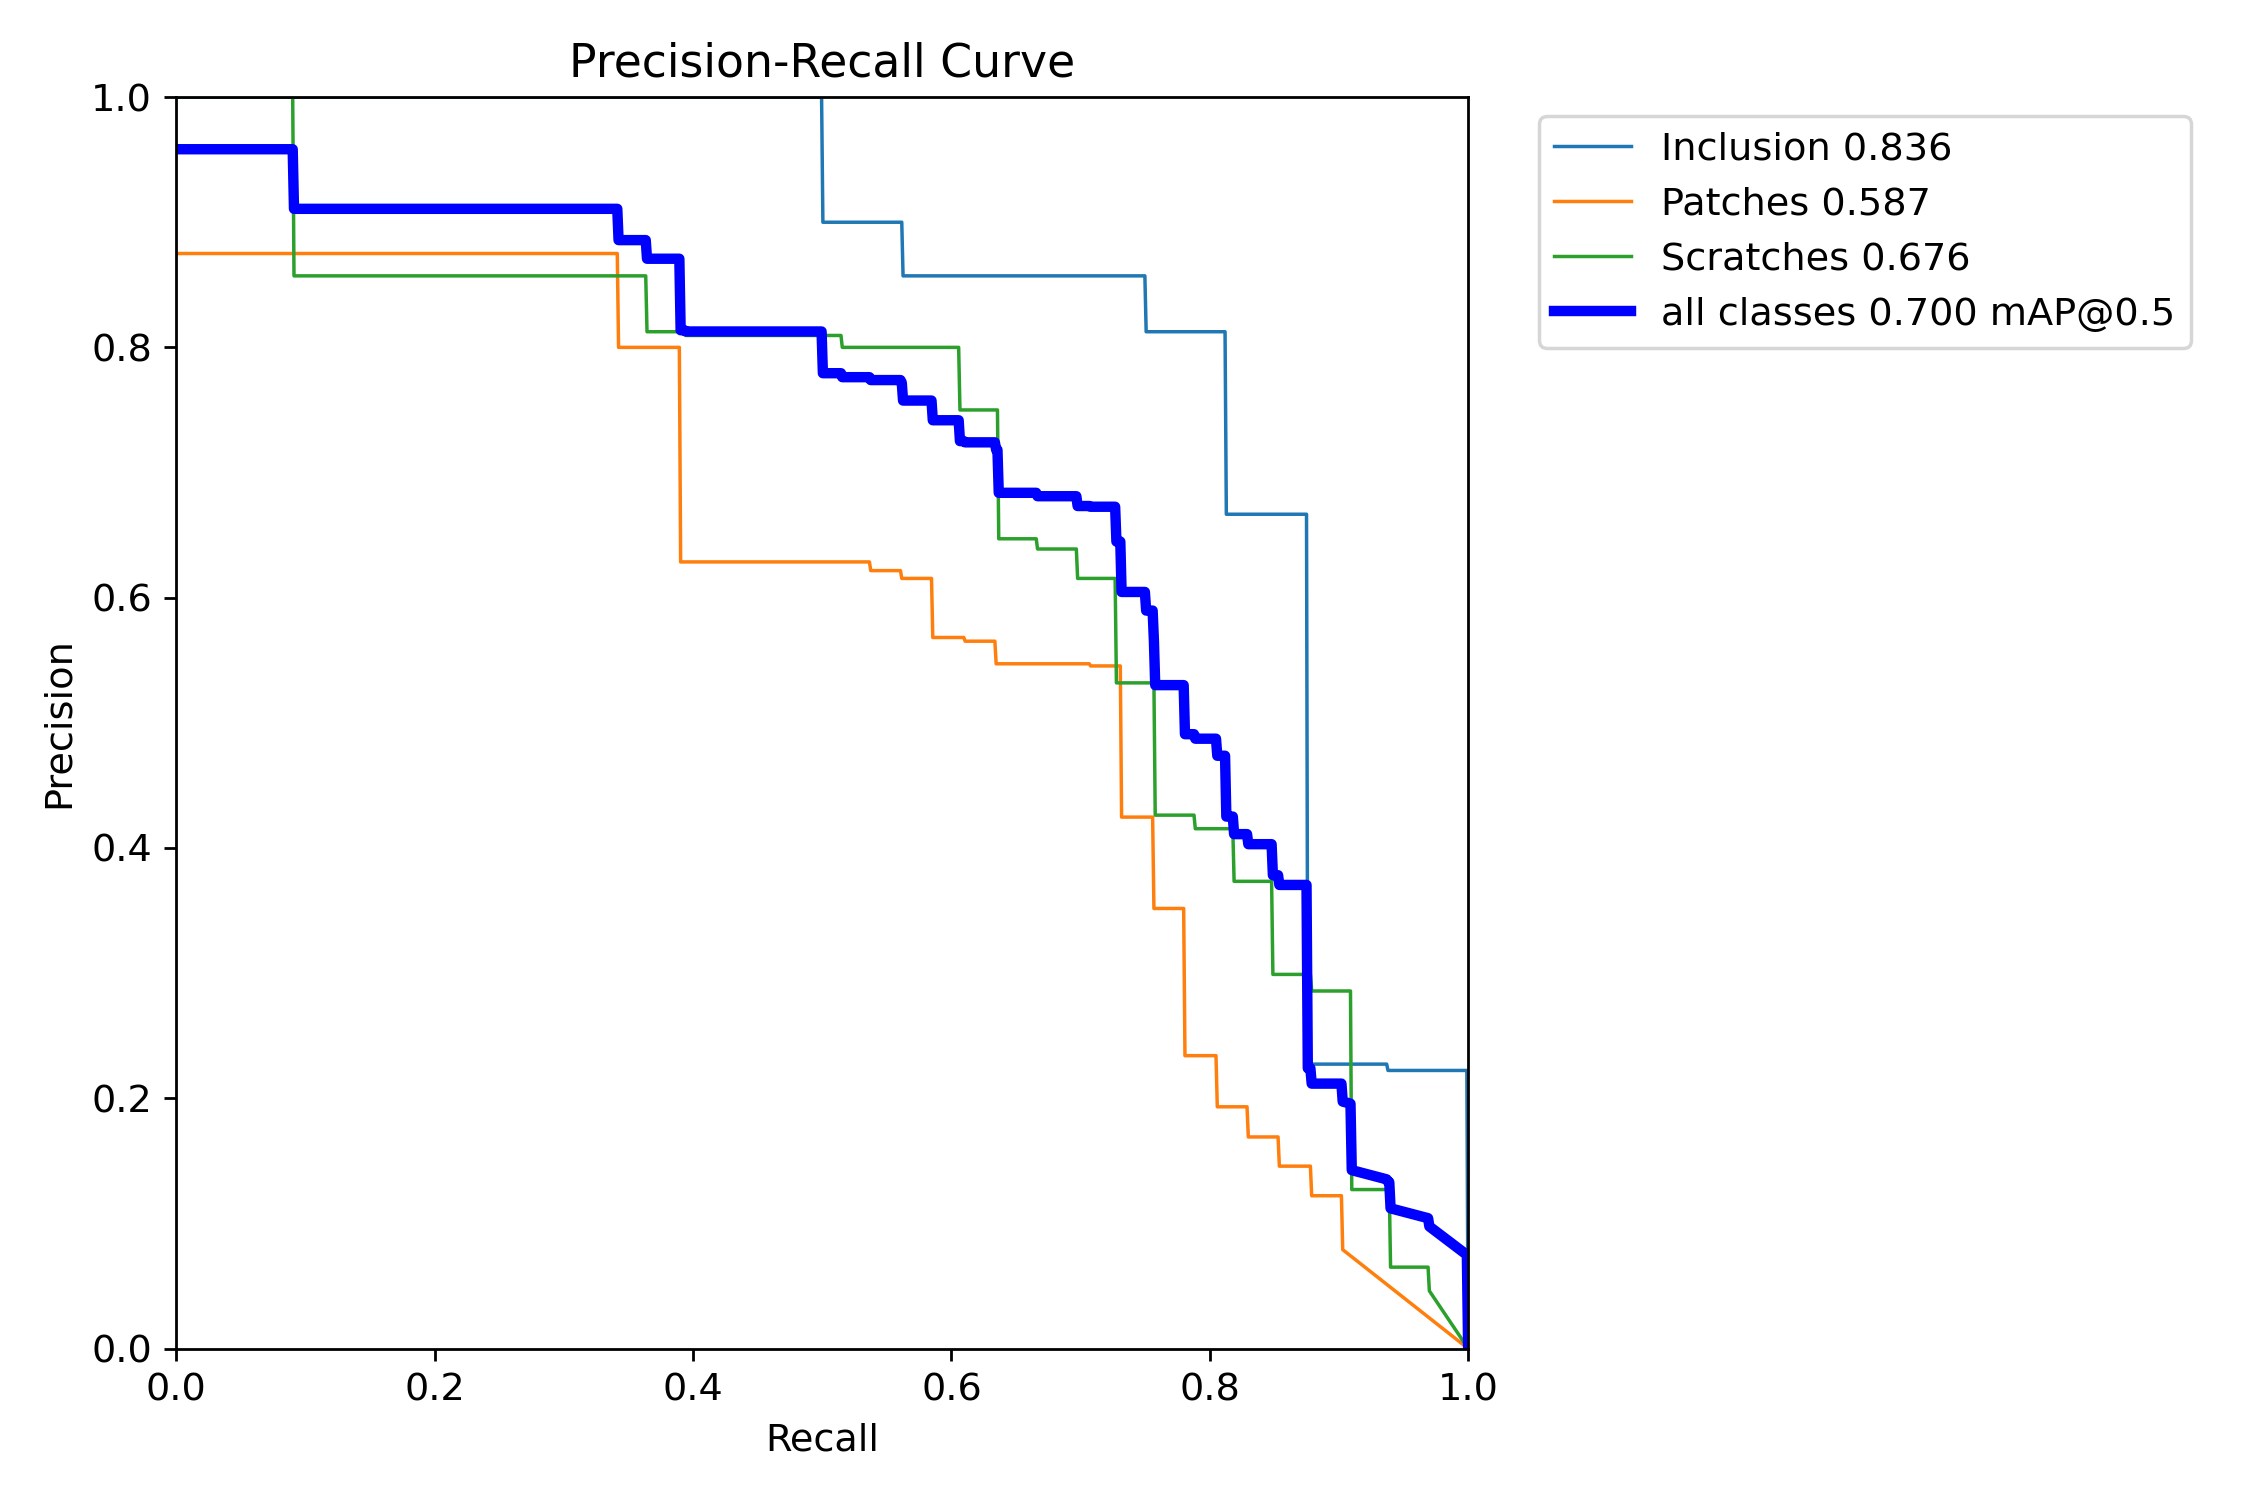 Precision-Recall Curve
1.0
0.8
0.6
0.4
0.2
0.0
Precision
0.0 0.2 0.4 0.6 0.8 1.0
Recall
Inclusion 0.836
Patches 0.587
Scratches 0.676
all classes 0.700 mAP@0.5